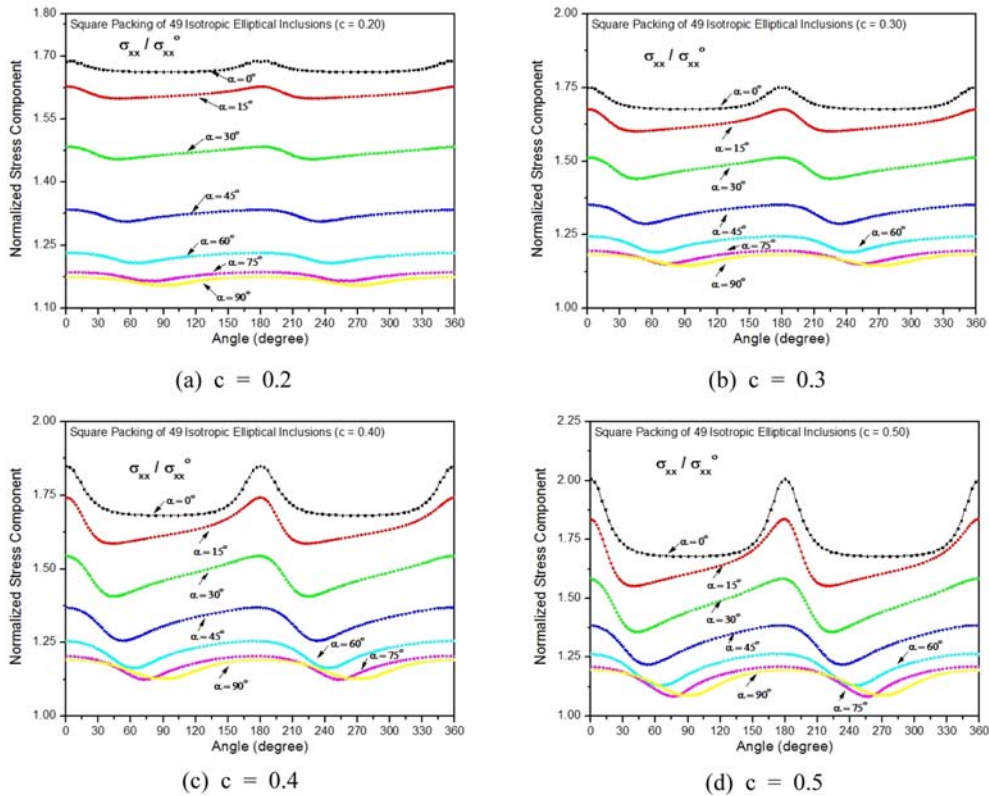 Square Packing of 49 Isotropic Elliptical Inclusions (c = 0.20)
σxx / σxx°
α=0°
α=15°
α=30°
α=45°
α=60°
α=75°
α=90°
Normalized Stress Component
1.80
1.70
1.55
1.40
1.25
1.10
0 30 60 90 120 150 180 210 240 270 300 330 360
Angle (degree)
(a) c = 0.2
Square Packing of 49 Isotropic Elliptical Inclusions (c = 0.30)
σxx / σxx°
α=0°
α=15°
α=30°
α=45°
α=60°
α=75°
α=90°
Normalized Stress Component
2.00
1.75
1.50
1.25
1.00
0 30 60 90 120 150 180 210 240 270 300 330 360
Angle (degree)
(b) c = 0.3
Square Packing of 49 Isotropic Elliptical Inclusions (c = 0.40)
σxx / σxx°
α=0°
α=15°
α=30°
α=45°
α=60°
α=75°
α=90°
Normalized Stress Component
2.00
1.75
1.50
1.25
1.00
0 30 60 90 120 150 180 210 240 270 300 330 360
Angle (degree)
(c) c = 0.4
Square Packing of 49 Isotropic Elliptical Inclusions (c = 0.50)
σxx / σxx°
α=0°
α=15°
α=30°
α=45°
α=60°
α=90°
α=75°
Normalized Stress Component
2.25
2.00
1.75
1.50
1.25
1.00
0 30 60 90 120 150 180 210 240 270 300 330 360
Angle (degree)
(d) c = 0.5